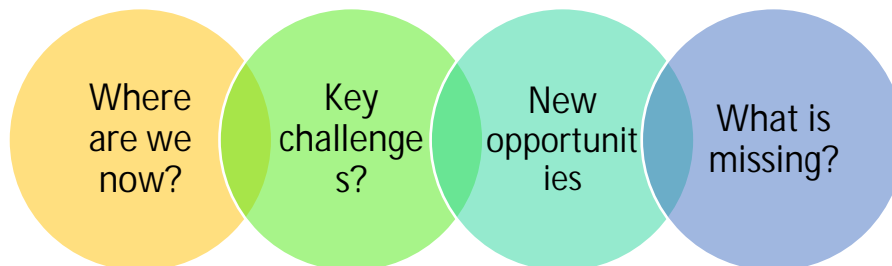 Where
are we
now?
Key
challenge
s?
New
opportunit
ies
What is
missing?